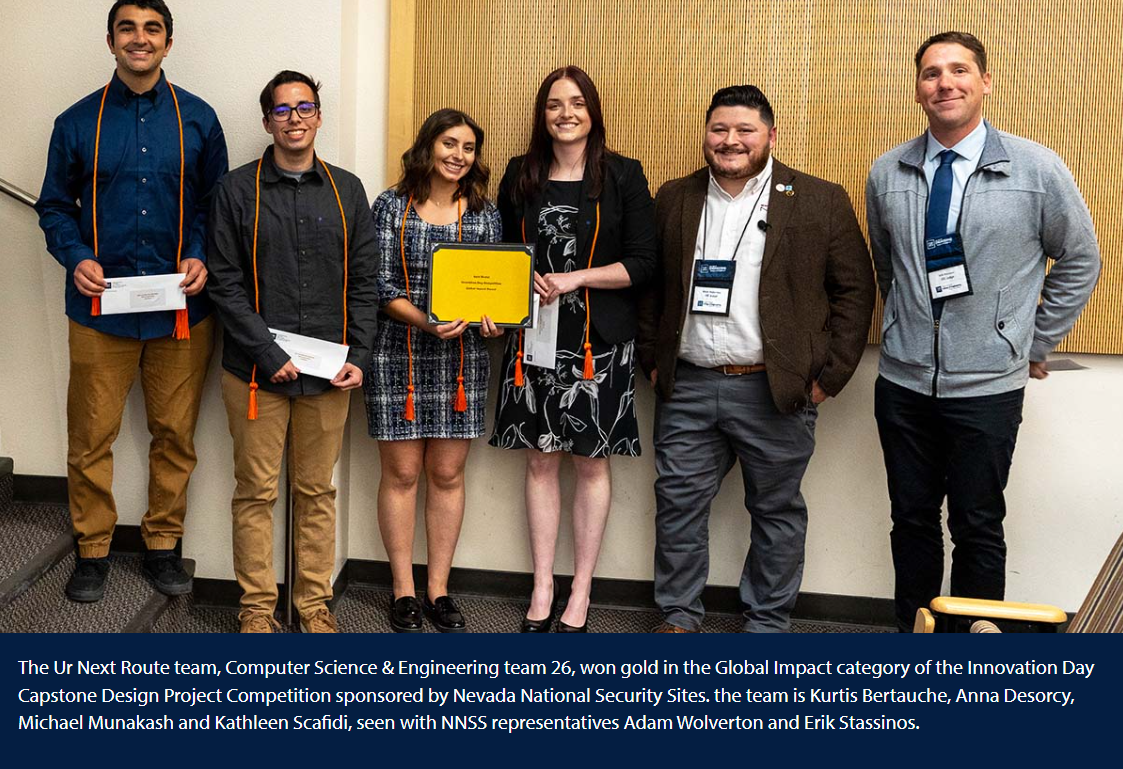 The Ur Next Route team, Computer Science & Engineering team 26, won gold in the Global Impact category of the Innovation Day
Capstone Design Project Competition sponsored by Nevada National Security Sites. the team is Kurtis Bertauche, Anna Desorcy,
Michael Munakash and Kathleen Scafidi, seen with NNSS representatives Adam Wolverton and Erik Stassinos.